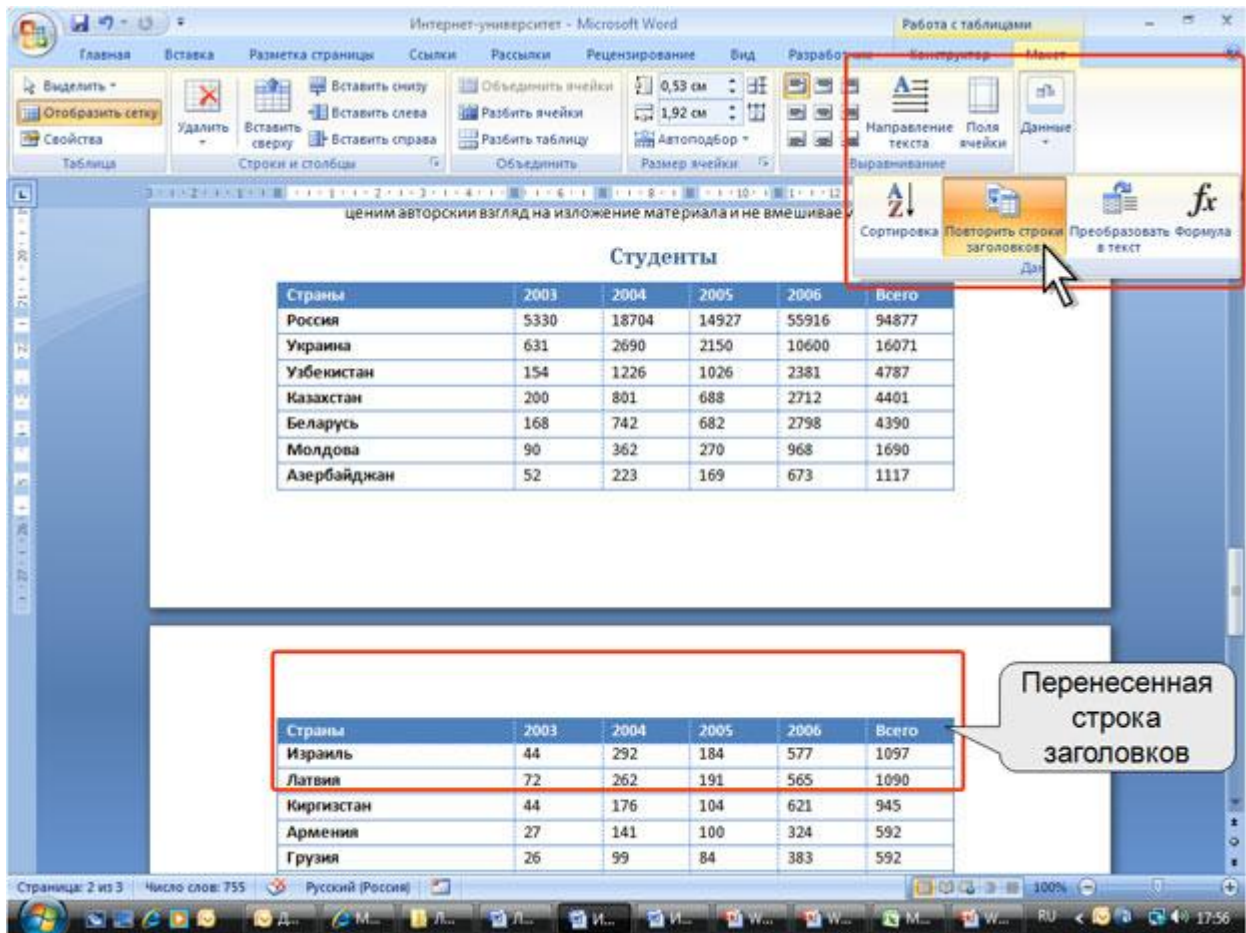 Интернет-университет - Microsoft Word
Работа с таблицами
Главная Вставка Разметка страницы Ссылки Рассылки Рецензирование Вид Конструктор Макет
Выделить
Отобразить сетку
Свойства
Таблица
Удалить
Вставить сверху
Вставить снизу
Вставить слева
Вставить справа
Строки и столбцы
Объединить ячейки
Разбить ячейки
Разбить таблицу
Объединить
0,53 см
1,92 см
Автоподбор
Размер ячейки
Направление текста
Поля ячейки
Выравнивание
Данные
Сортировка
Повторить строки заголовков
Преобразовать в текст
Формула
ценим авторский взгляд на изложение материала и не
Студенты
Страны 2003 2004 2005 2006 Всего
Россия 5330 18704 14927 55916 94877
Украина 631 2690 2150 10600 16071
Узбекистан 154 1226 1026 2381 4787
Казахстан 200 801 688 2712 4401
Беларусь 168 742 682 2798 4390
Молдова 90 362 270 968 1690
Азербайджан 52 223 169 673 1117
Страны 2003 2004 2005 2006 Всего
Израиль 44 292 184 577 1097
Латвия 72 262 191 565 1090
Киргизстан 44 176 104 621 945
Армения 27 141 100 324 592
Грузия 26 99 84 383 592
Перенесенная
строка
заголовков
Страница: 2 из 3 Число слов: 755 Русский (Россия) 100%
Д... М... Л... Л... И... И... W... W... М... W... RU 17:56